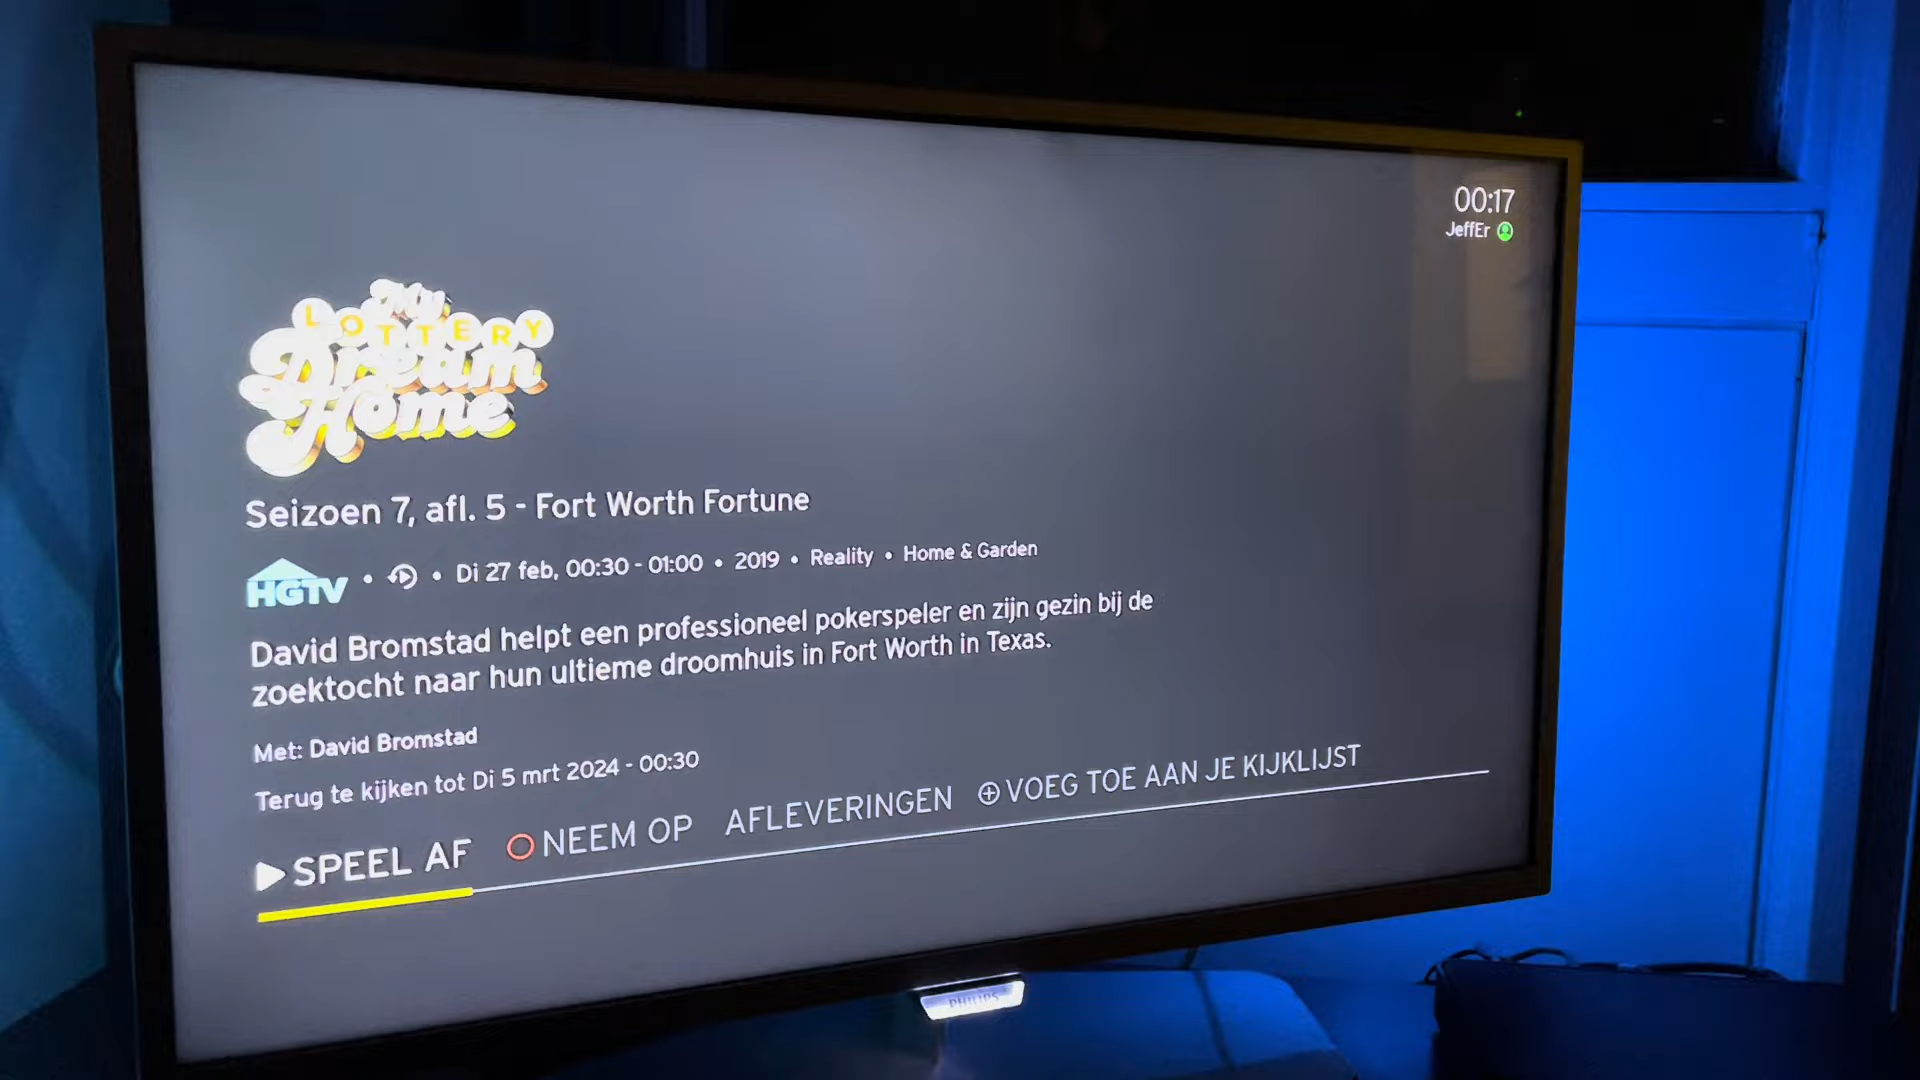 00:17
JeffEr
My
LOTTERY
Dream
Home
Seizoen 7, afl. 5 - Fort Worth Fortune
HGTV • • Di 27 feb, 00:30 - 01:00 • 2019 • Reality • Home & Garden
David Bromstad helpt een professioneel pokerspeler en zijn gezin bij de
zoektocht naar hun ultieme droomhuis in Fort Worth in Texas.
Met: David Bromstad
Terug te kijken tot Di 5 mrt 2024 - 00:30
SPEEL AF NEEM OP AFLEVERINGEN VOEG TOE AAN JE KIJKLIJST
PHILIPS